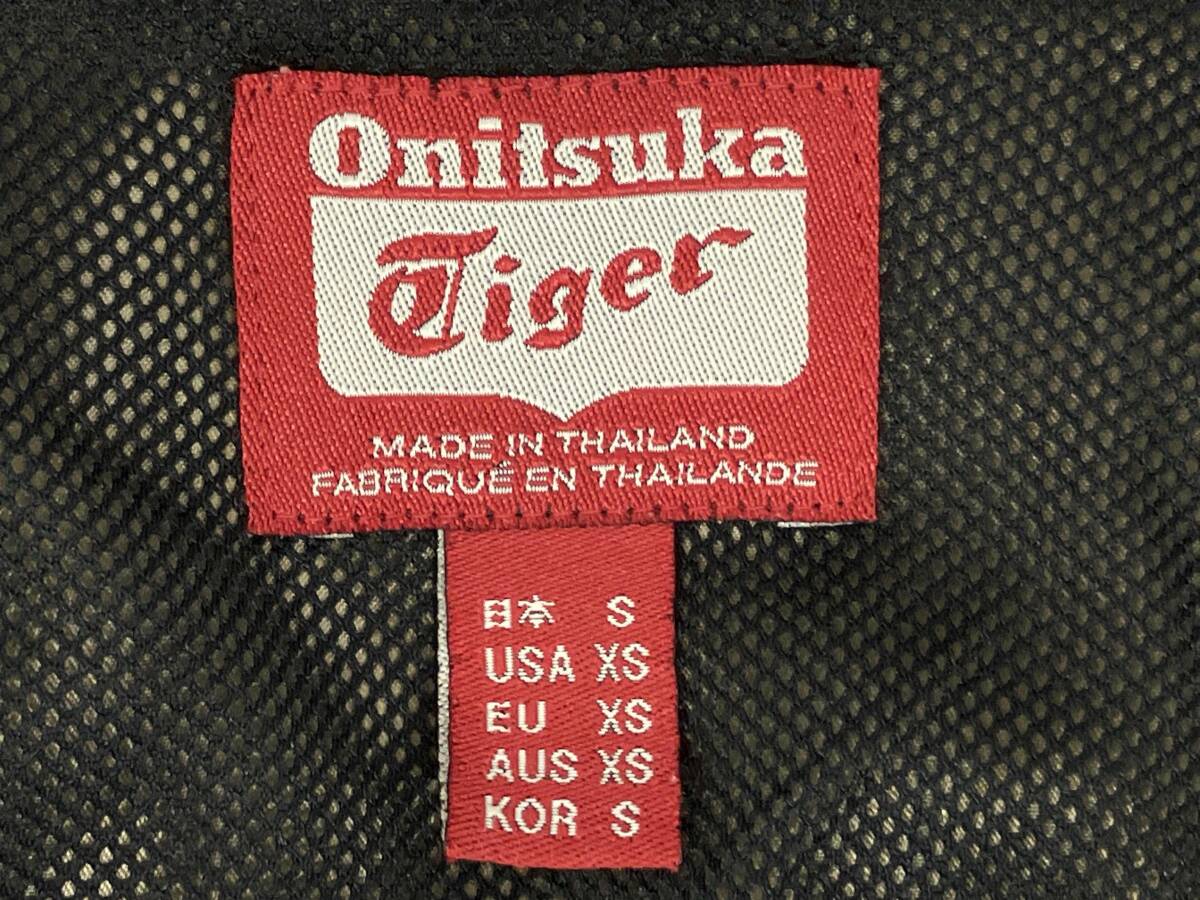 Onitsuka
Tiger
MADE IN THAILAND
FABRIQUÉ EN THAILANDE
日本 S
USA XS
EU XS
AUS XS
KOR S